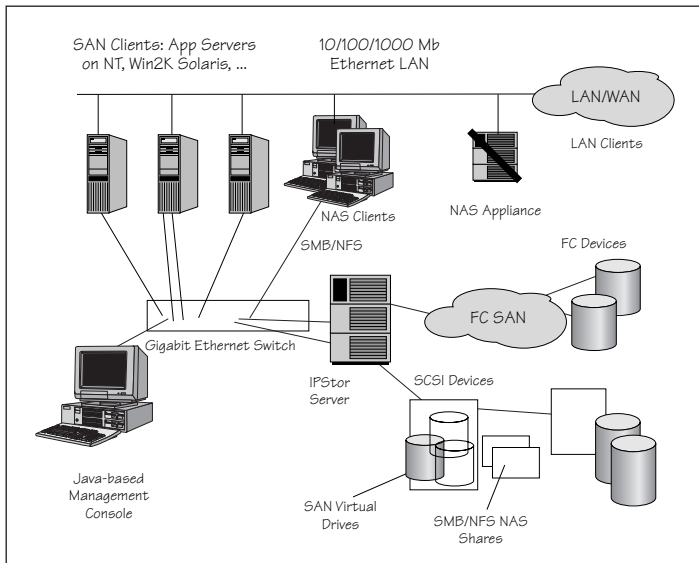 SAN Clients: App Servers
on NT, Win2K Solaris, ...
10/100/1000 Mb
Ethernet LAN
LAN/WAN
LAN Clients
NAS Clients
NAS Appliance
SMB/NFS
FC Devices
FC SAN
Gigabit Ethernet Switch
IPStor
Server
SCSI Devices
Java-based
Management
Console
SAN Virtual
Drives
SMB/NFS NAS
Shares